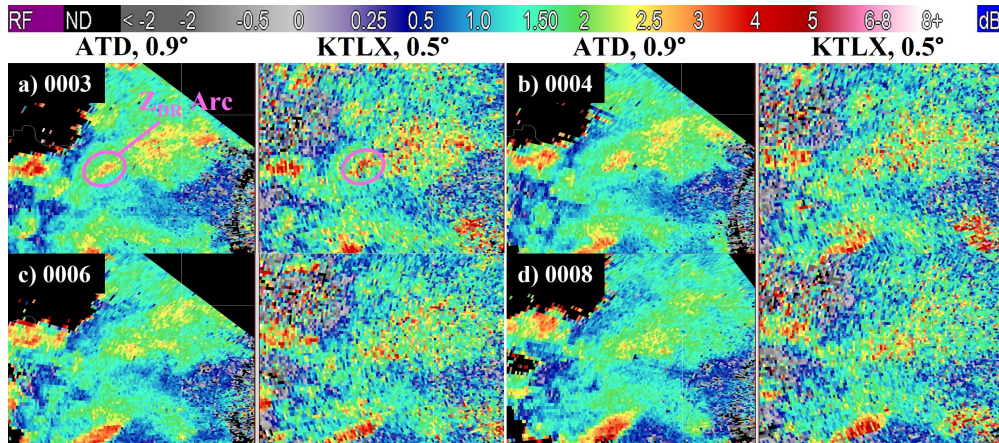 RF ND < -2 -2 -0.5 0 0.25 0.5 1.0 1.50 2 2.50 3 4 5 6-8 8+ dB
ATD, 0.9° KTLX, 0.5° ATD, 0.9° KTLX, 0.5°
a) 0003 b) 0004
Z_DR Arc
c) 0006 d) 0008